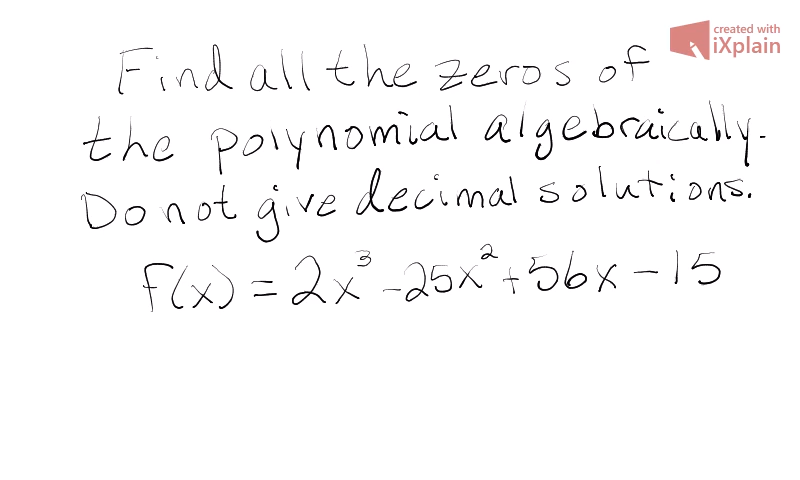 created with
iXplain
Find all the zeros of
the polynomial algebraically.
Do not give decimal solutions.
f(x) = 2x³ - 25x² + 56x - 15